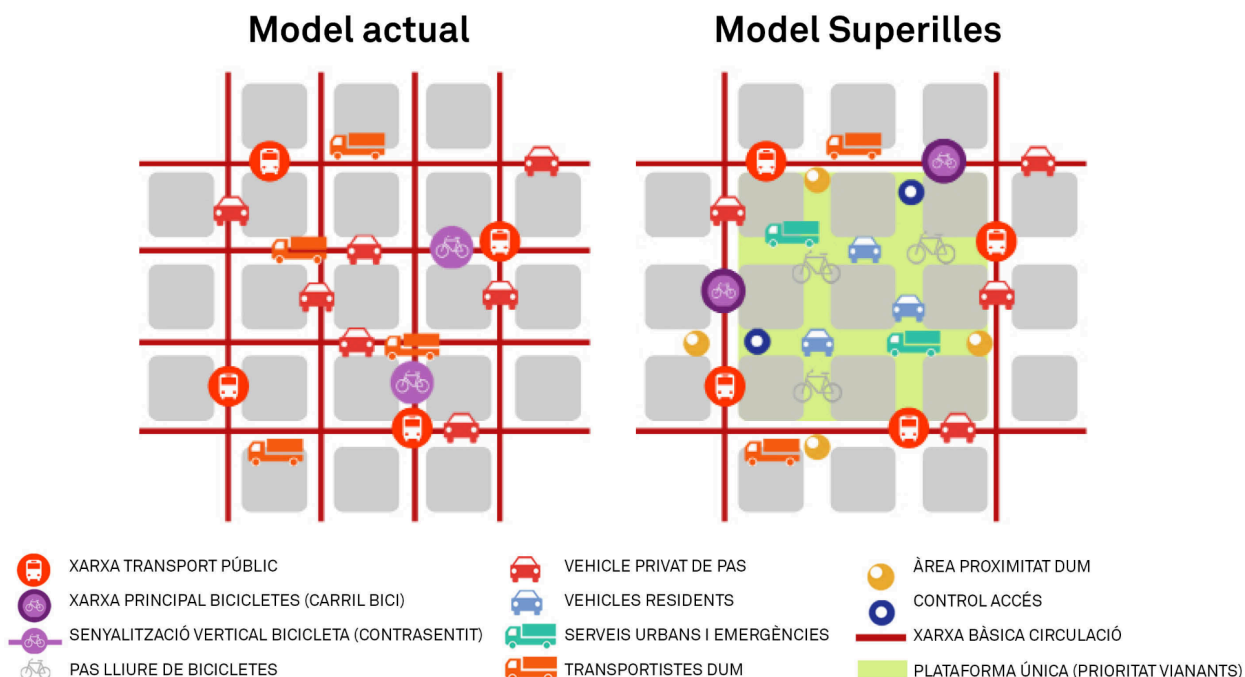 Model actual
Model Superilles
XARXA TRANSPORT PÚBLIC
XARXA PRINCIPAL BICICLETES (CARRIL BICI)
SENYALITZACIÓ VERTICAL BICICLETA (CONTRASENTIT)
PAS LLIURE DE BICICLETES
VEHICLE PRIVAT DE PAS
VEHICLES RESIDENTS
SERVEIS URBANS I EMERGÈNCIES
TRANSPORTISTES DUM
ÀREA PROXIMITAT DUM
CONTROL ACCÉS
XARXA BÀSICA CIRCULACIÓ
PLATAFORMA ÚNICA (PRIORITAT VIANANTS)